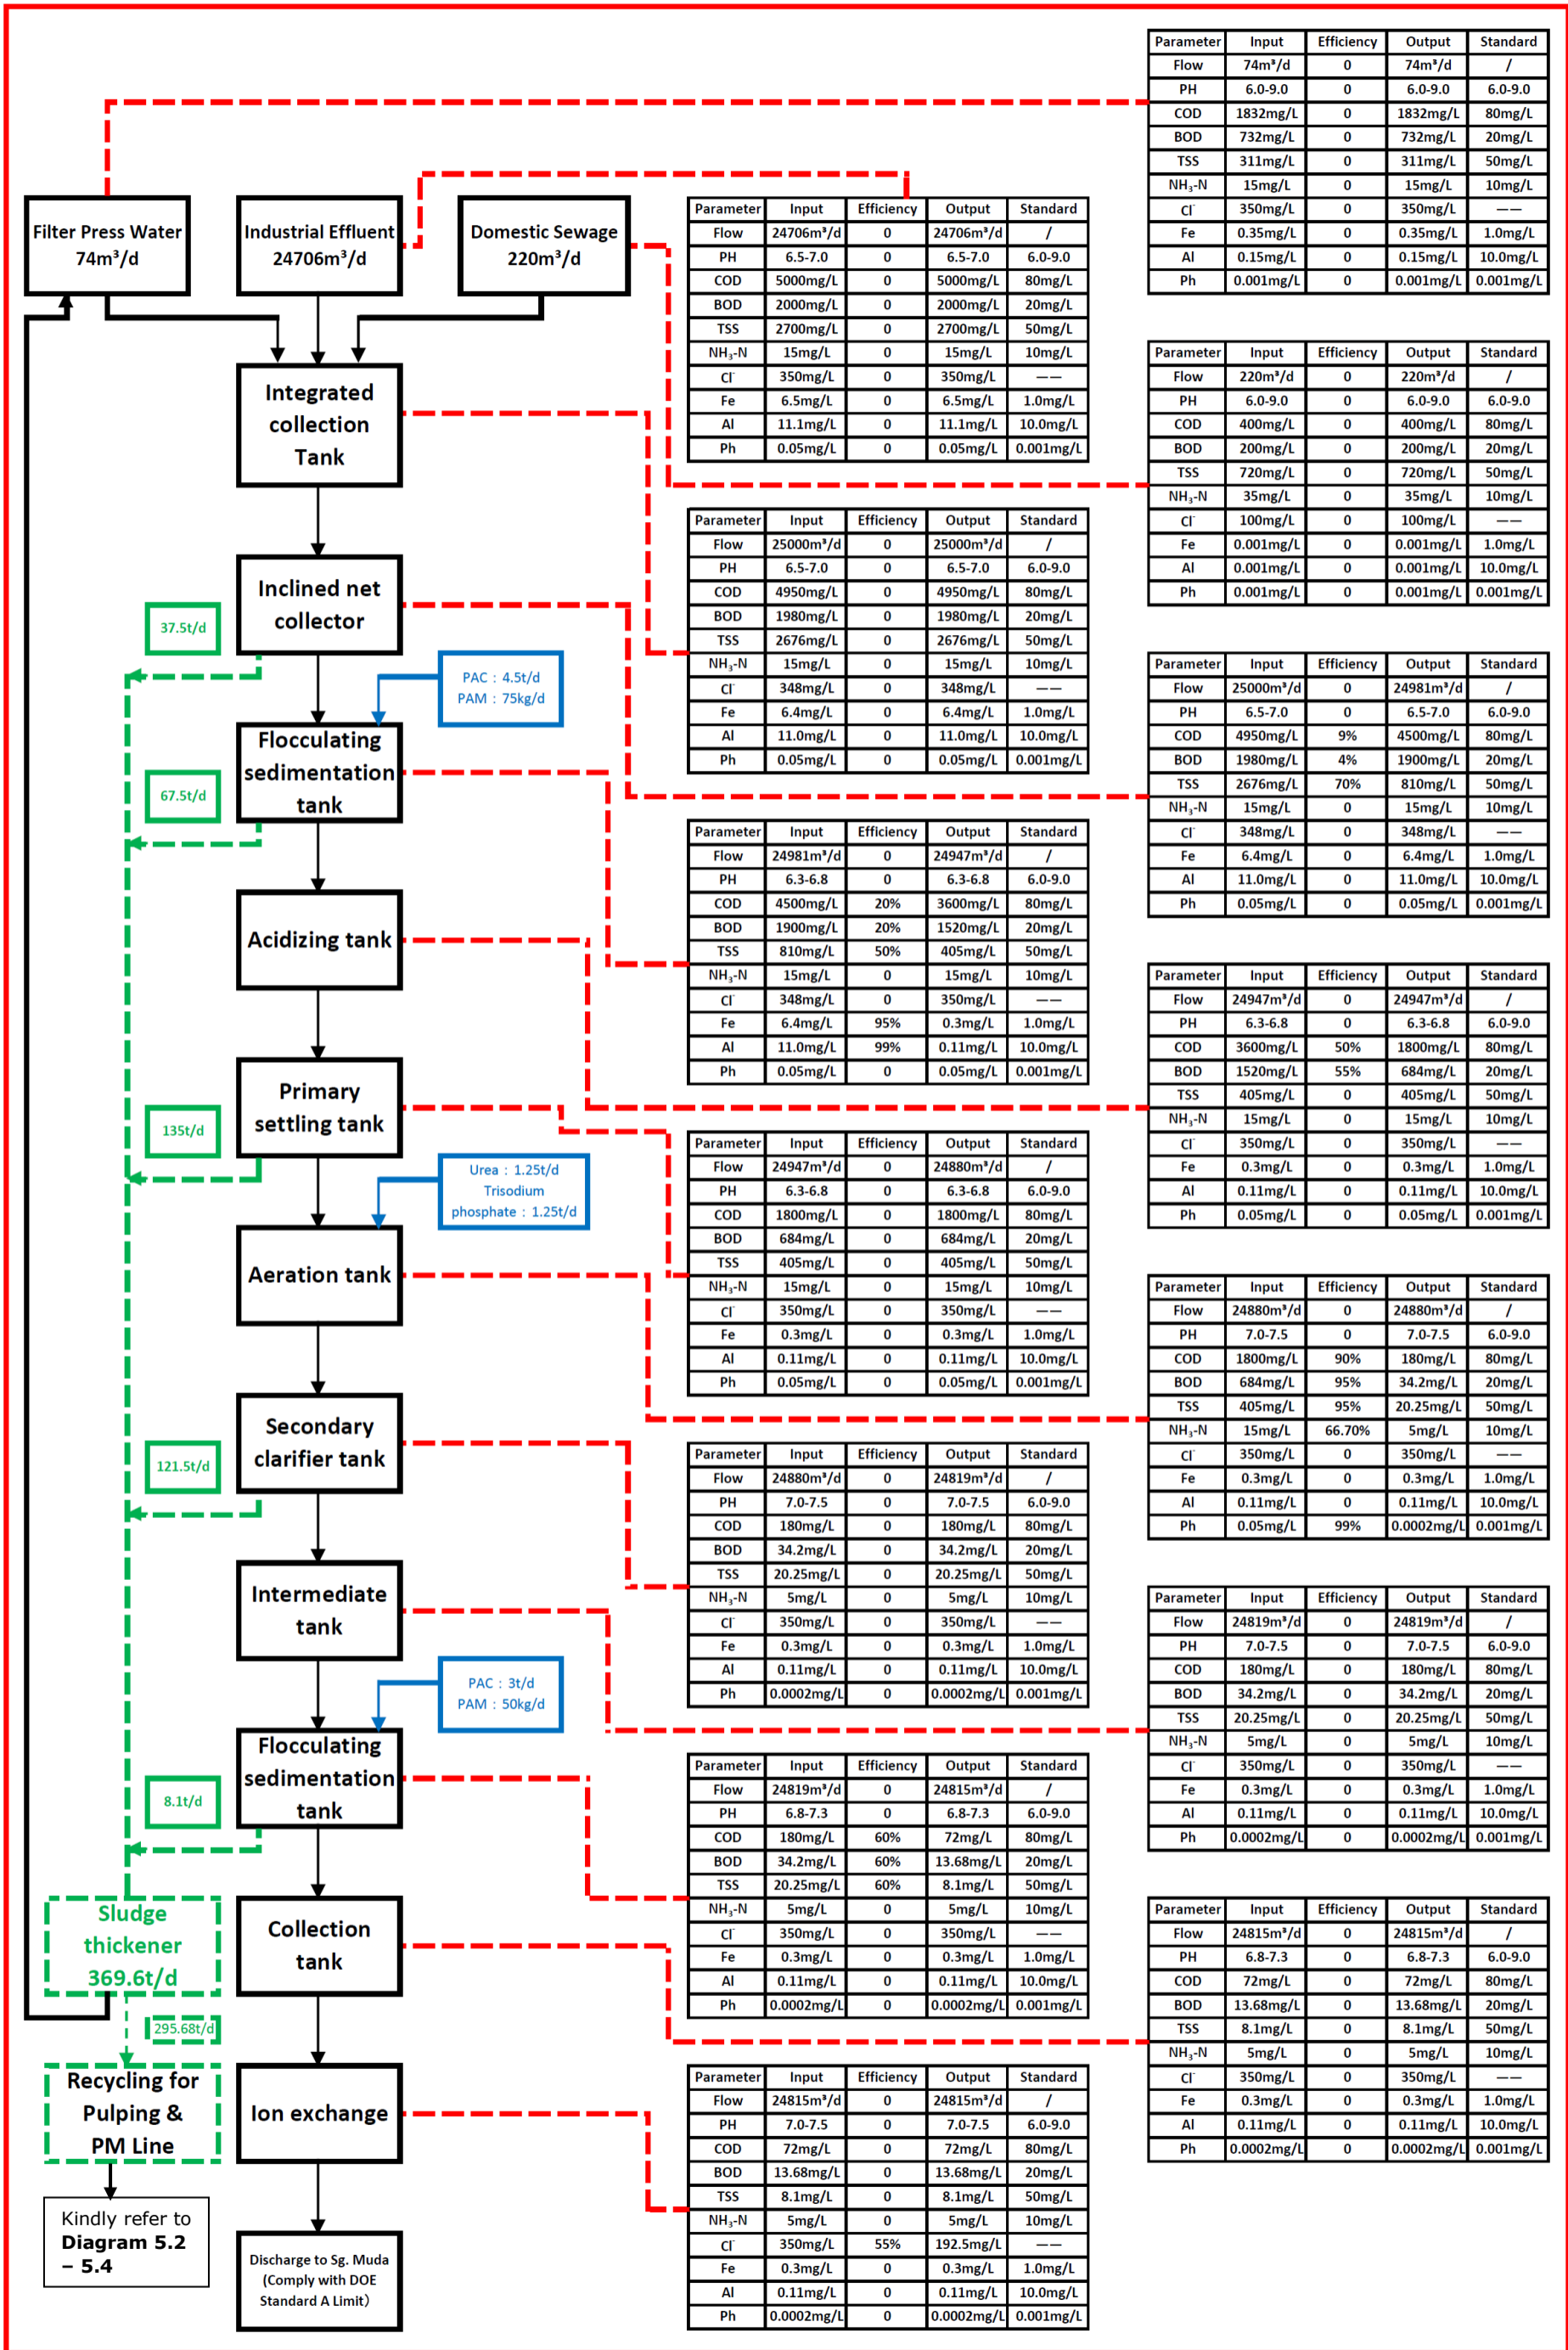 Filter Press Water
74m³/d
Industrial Effluent
24706m³/d
Domestic Sewage
220m³/d
Integrated
collection
Tank
Inclined net
collector
37.5t/d
PAC : 4.5t/d
PAM : 75kg/d
Flocculating
sedimentation
tank
67.5t/d
Acidizing tank
Primary
settling tank
135t/d
Urea : 1.25t/d
Trisodium
phosphate : 1.25t/d
Aeration tank
Secondary
clarifier tank
121.5t/d
Intermediate
tank
PAC : 3t/d
PAM : 50kg/d
Flocculating
sedimentation
tank
8.1t/d
Sludge
thickener
369.6t/d
Collection
tank
295.68t/d
Recycling for
Pulping &
PM Line
Ion exchange
Kindly refer to
Diagram 5.2
– 5.4
Discharge to Sg. Muda
(Comply with DOE
Standard A Limit)
Parameter Input Efficiency Output Standard
Flow 74m³/d 0 74m³/d /
PH 6.0-9.0 0 6.0-9.0 6.0-9.0
COD 1832mg/L 0 1832mg/L 80mg/L
BOD 732mg/L 0 732mg/L 20mg/L
TSS 311mg/L 0 311mg/L 50mg/L
NH₃-N 15mg/L 0 15mg/L 10mg/L
Cl⁻ 350mg/L 0 350mg/L ——
Fe 0.35mg/L 0 0.35mg/L 1.0mg/L
Al 0.15mg/L 0 0.15mg/L 10.0mg/L
Ph 0.001mg/L 0 0.001mg/L 0.001mg/L
Parameter Input Efficiency Output Standard
Flow 24706m³/d 0 24706m³/d /
PH 6.5-7.0 0 6.5-7.0 6.0-9.0
COD 5000mg/L 0 5000mg/L 80mg/L
BOD 2000mg/L 0 2000mg/L 20mg/L
TSS 2700mg/L 0 2700mg/L 50mg/L
NH₃-N 15mg/L 0 15mg/L 10mg/L
Cl⁻ 350mg/L 0 350mg/L ——
Fe 6.5mg/L 0 6.5mg/L 1.0mg/L
Al 11.1mg/L 0 11.1mg/L 10.0mg/L
Ph 0.05mg/L 0 0.05mg/L 0.001mg/L
Parameter Input Efficiency Output Standard
Flow 220m³/d 0 220m³/d /
PH 6.0-9.0 0 6.0-9.0 6.0-9.0
COD 400mg/L 0 400mg/L 80mg/L
BOD 200mg/L 0 200mg/L 20mg/L
TSS 720mg/L 0 720mg/L 50mg/L
NH₃-N 35mg/L 0 35mg/L 10mg/L
Cl⁻ 100mg/L 0 100mg/L ——
Fe 0.001mg/L 0 0.001mg/L 1.0mg/L
Al 0.001mg/L 0 0.001mg/L 10.0mg/L
Ph 0.001mg/L 0 0.001mg/L 0.001mg/L
Parameter Input Efficiency Output Standard
Flow 25000m³/d 0 25000m³/d /
PH 6.5-7.0 0 6.5-7.0 6.0-9.0
COD 4950mg/L 0 4950mg/L 80mg/L
BOD 1980mg/L 0 1980mg/L 20mg/L
TSS 2676mg/L 0 2676mg/L 50mg/L
NH₃-N 15mg/L 0 15mg/L 10mg/L
Cl⁻ 348mg/L 0 348mg/L ——
Fe 6.4mg/L 0 6.4mg/L 1.0mg/L
Al 11.0mg/L 0 11.0mg/L 10.0mg/L
Ph 0.05mg/L 0 0.05mg/L 0.001mg/L
Parameter Input Efficiency Output Standard
Flow 25000m³/d 0 24981m³/d /
PH 6.5-7.0 0 6.5-7.0 6.0-9.0
COD 4950mg/L 9% 4500mg/L 80mg/L
BOD 1980mg/L 4% 1900mg/L 20mg/L
TSS 2676mg/L 70% 810mg/L 50mg/L
NH₃-N 15mg/L 0 15mg/L 10mg/L
Cl⁻ 348mg/L 0 348mg/L ——
Fe 6.4mg/L 0 6.4mg/L 1.0mg/L
Al 11.0mg/L 0 11.0mg/L 10.0mg/L
Ph 0.05mg/L 0 0.05mg/L 0.001mg/L
Parameter Input Efficiency Output Standard
Flow 24981m³/d 0 24947m³/d /
PH 6.3-6.8 0 6.3-6.8 6.0-9.0
COD 4500mg/L 20% 3600mg/L 80mg/L
BOD 1900mg/L 20% 1520mg/L 20mg/L
TSS 810mg/L 50% 405mg/L 50mg/L
NH₃-N 15mg/L 0 15mg/L 10mg/L
Cl⁻ 348mg/L 0 350mg/L ——
Fe 6.4mg/L 95% 0.3mg/L 1.0mg/L
Al 11.0mg/L 99% 0.11mg/L 10.0mg/L
Ph 0.05mg/L 0 0.05mg/L 0.001mg/L
Parameter Input Efficiency Output Standard
Flow 24947m³/d 0 24947m³/d /
PH 6.3-6.8 0 6.3-6.8 6.0-9.0
COD 3600mg/L 50% 1800mg/L 80mg/L
BOD 1520mg/L 55% 684mg/L 20mg/L
TSS 405mg/L 0 405mg/L 50mg/L
NH₃-N 15mg/L 0 15mg/L 10mg/L
Cl⁻ 350mg/L 0 350mg/L ——
Fe 0.3mg/L 0 0.3mg/L 1.0mg/L
Al 0.11mg/L 0 0.11mg/L 10.0mg/L
Ph 0.05mg/L 0 0.05mg/L 0.001mg/L
Parameter Input Efficiency Output Standard
Flow 24947m³/d 0 24880m³/d /
PH 6.3-6.8 0 6.3-6.8 6.0-9.0
COD 1800mg/L 0 1800mg/L 80mg/L
BOD 684mg/L 0 684mg/L 20mg/L
TSS 405mg/L 0 405mg/L 50mg/L
NH₃-N 15mg/L 0 15mg/L 10mg/L
Cl⁻ 350mg/L 0 350mg/L ——
Fe 0.3mg/L 0 0.3mg/L 1.0mg/L
Al 0.11mg/L 0 0.11mg/L 10.0mg/L
Ph 0.05mg/L 0 0.05mg/L 0.001mg/L
Parameter Input Efficiency Output Standard
Flow 24880m³/d 0 24880m³/d /
PH 7.0-7.5 0 7.0-7.5 6.0-9.0
COD 1800mg/L 90% 180mg/L 80mg/L
BOD 684mg/L 95% 34.2mg/L 20mg/L
TSS 405mg/L 95% 20.25mg/L 50mg/L
NH₃-N 15mg/L 66.70% 5mg/L 10mg/L
Cl⁻ 350mg/L 0 350mg/L ——
Fe 0.3mg/L 0 0.3mg/L 1.0mg/L
Al 0.11mg/L 0 0.11mg/L 10.0mg/L
Ph 0.05mg/L 99% 0.0002mg/L 0.001mg/L
Parameter Input Efficiency Output Standard
Flow 24880m³/d 0 24819m³/d /
PH 7.0-7.5 0 7.0-7.5 6.0-9.0
COD 180mg/L 0 180mg/L 80mg/L
BOD 34.2mg/L 0 34.2mg/L 20mg/L
TSS 20.25mg/L 0 20.25mg/L 50mg/L
NH₃-N 5mg/L 0 5mg/L 10mg/L
Cl⁻ 350mg/L 0 350mg/L ——
Fe 0.3mg/L 0 0.3mg/L 1.0mg/L
Al 0.11mg/L 0 0.11mg/L 10.0mg/L
Ph 0.0002mg/L 0 0.0002mg/L 0.001mg/L
Parameter Input Efficiency Output Standard
Flow 24819m³/d 0 24819m³/d /
PH 7.0-7.5 0 7.0-7.5 6.0-9.0
COD 180mg/L 0 180mg/L 80mg/L
BOD 34.2mg/L 0 34.2mg/L 20mg/L
TSS 20.25mg/L 0 20.25mg/L 50mg/L
NH₃-N 5mg/L 0 5mg/L 10mg/L
Cl⁻ 350mg/L 0 350mg/L ——
Fe 0.3mg/L 0 0.3mg/L 1.0mg/L
Al 0.11mg/L 0 0.11mg/L 10.0mg/L
Ph 0.0002mg/L 0 0.0002mg/L 0.001mg/L
Parameter Input Efficiency Output Standard
Flow 24819m³/d 0 24815m³/d /
PH 6.8-7.3 0 6.8-7.3 6.0-9.0
COD 180mg/L 60% 72mg/L 80mg/L
BOD 34.2mg/L 60% 13.68mg/L 20mg/L
TSS 20.25mg/L 60% 8.1mg/L 50mg/L
NH₃-N 5mg/L 0 5mg/L 10mg/L
Cl⁻ 350mg/L 0 350mg/L ——
Fe 0.3mg/L 0 0.3mg/L 1.0mg/L
Al 0.11mg/L 0 0.11mg/L 10.0mg/L
Ph 0.0002mg/L 0 0.0002mg/L 0.001mg/L
Parameter Input Efficiency Output Standard
Flow 24815m³/d 0 24815m³/d /
PH 6.8-7.3 0 6.8-7.3 6.0-9.0
COD 72mg/L 0 72mg/L 80mg/L
BOD 13.68mg/L 0 13.68mg/L 20mg/L
TSS 8.1mg/L 0 8.1mg/L 50mg/L
NH₃-N 5mg/L 0 5mg/L 10mg/L
Cl⁻ 350mg/L 0 350mg/L ——
Fe 0.3mg/L 0 0.3mg/L 1.0mg/L
Al 0.11mg/L 0 0.11mg/L 10.0mg/L
Ph 0.0002mg/L 0 0.0002mg/L 0.001mg/L
Parameter Input Efficiency Output Standard
Flow 24815m³/d 0 24815m³/d /
PH 7.0-7.5 0 7.0-7.5 6.0-9.0
COD 72mg/L 0 72mg/L 80mg/L
BOD 13.68mg/L 0 13.68mg/L 20mg/L
TSS 8.1mg/L 0 8.1mg/L 50mg/L
NH₃-N 5mg/L 0 5mg/L 10mg/L
Cl⁻ 350mg/L 55% 192.5mg/L ——
Fe 0.3mg/L 0 0.3mg/L 1.0mg/L
Al 0.11mg/L 0 0.11mg/L 10.0mg/L
Ph 0.0002mg/L 0 0.0002mg/L 0.001mg/L